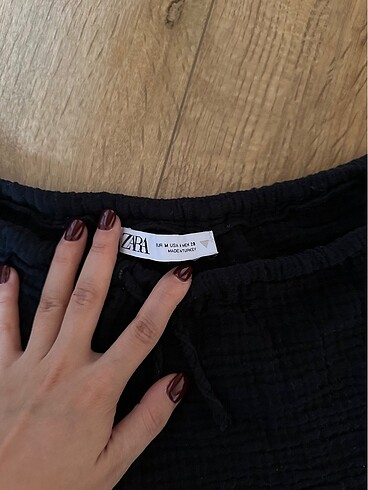 ZARA
EUR M USA M MEX 28
MADE IN TURKEY